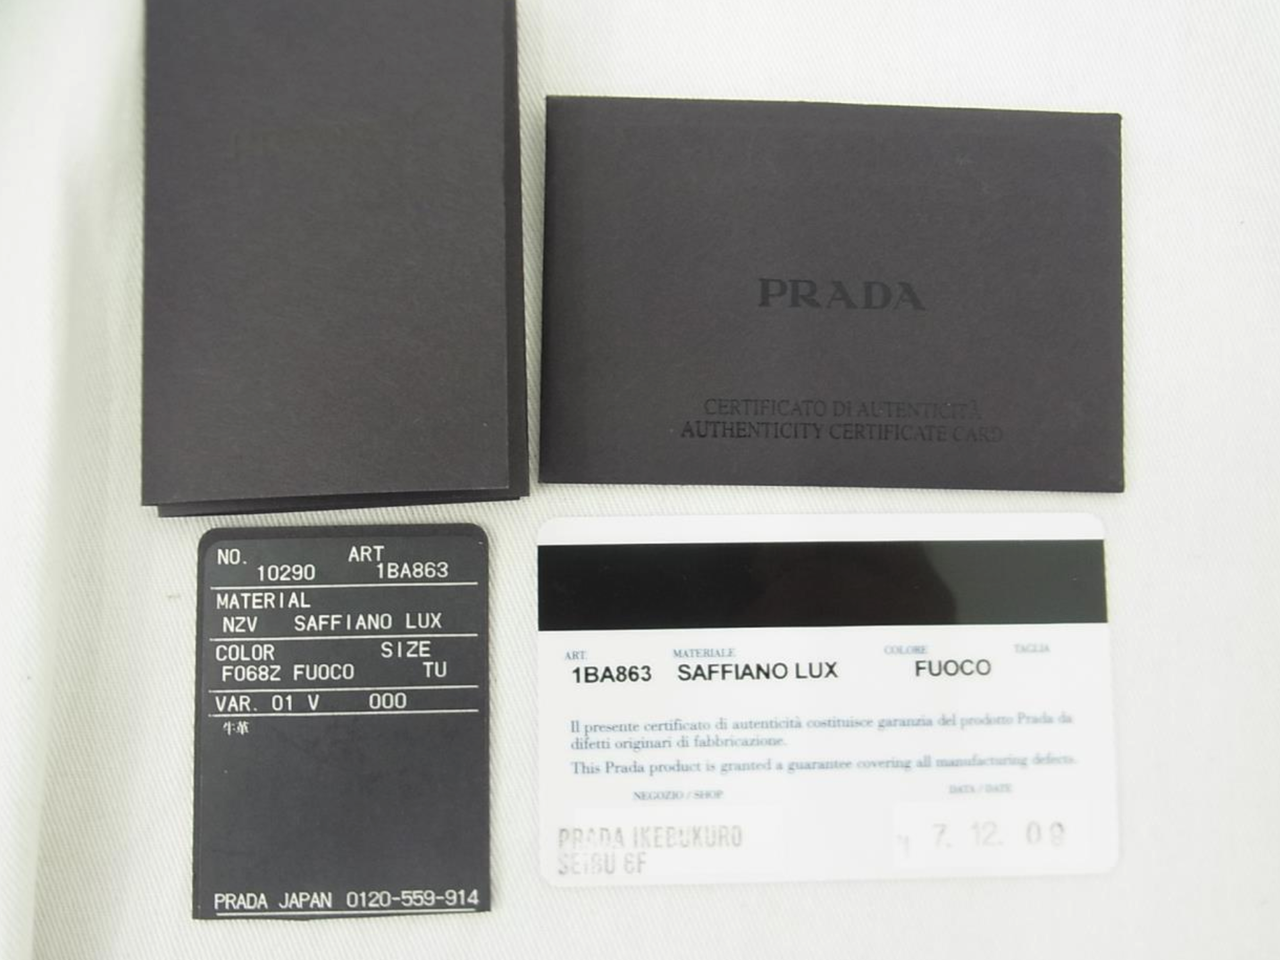 PRADA
CERTIFICATO DI AUTENTICITÀ
AUTHENTICITY CERTIFICATE CARD
NO. ART
10290 1BA863
MATERIAL
NZV SAFFIANO LUX
COLOR SIZE
F068Z FUOCO TU
VAR. 01 V 000
牛革
PRADA JAPAN 0120-559-914
ART. MATERIALE COLORE TAGLIA
1BA863 SAFFIANO LUX FUOCO
Il presente certificato di autenticità costituisce garanzia del prodotto Prada da
difetti originari di fabbricazione.
This Prada product is granted a guarantee covering all manufacturing defects.
NEGOZIO / SHOP DATA / DATE
PRADA IKEBUKURO
SEIBU 6F
7. 12. 09